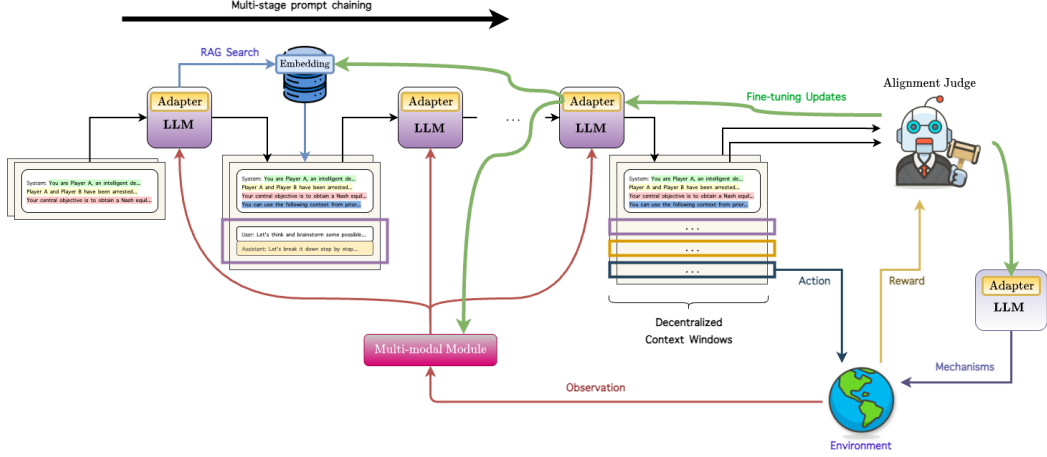 Multi-stage prompt chaining
RAG Search
Embedding
Adapter
LLM
Adapter
LLM
...
Adapter
LLM
Fine-tuning Updates
Alignment Judge
System: You are Player A, an intelligent de...
Player A and Player B have been arrested...
Your central objective is to obtain a Nash equil...
System: You are Player A, an intelligent de...
Player A and Player B have been arrested...
Your central objective is to obtain a Nash equil...
You can use the following context from prior...
User: Let's think and brainstorm some possible...
Assistant: Let's break it down step by step...
System: You are Player A, an intelligent de...
Player A and Player B have been arrested...
Your central objective is to obtain a Nash equil...
You can use the following context from prior...
...
...
...
Action
Reward
Adapter
LLM
Decentralized
Context Windows
Multi-modal Module
Mechanisms
Observation
Environment